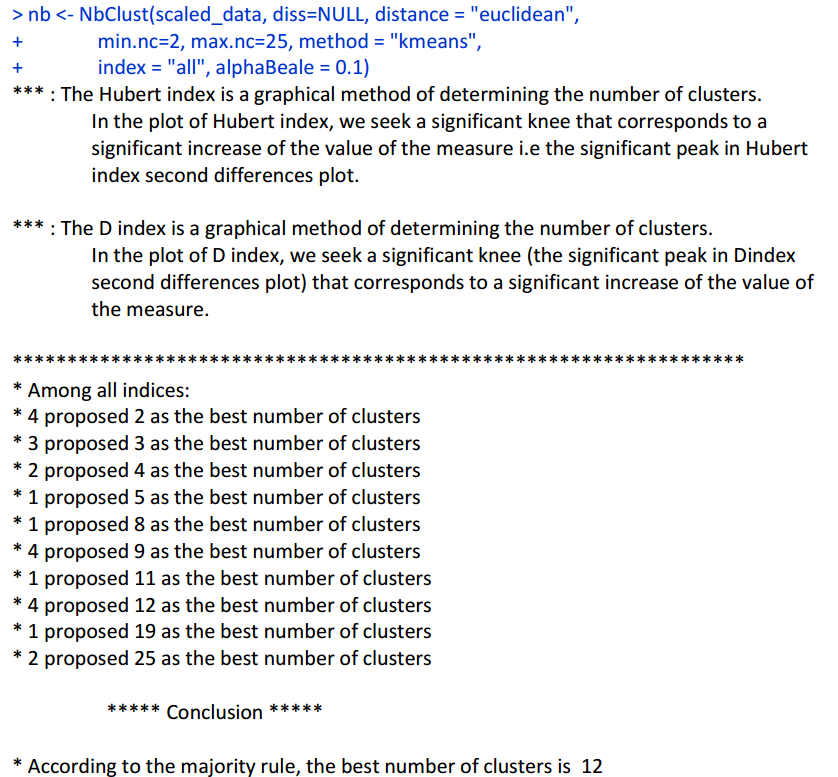 > nb <- NbClust(scaled_data, diss=NULL, distance = "euclidean",
+ min.nc=2, max.nc=25, method = "kmeans",
+ index = "all", alphaBeale = 0.1)
*** : The Hubert index is a graphical method of determining the number of clusters.
In the plot of Hubert index, we seek a significant knee that corresponds to a
significant increase of the value of the measure i.e the significant peak in Hubert
index second differences plot.
*** : The D index is a graphical method of determining the number of clusters.
In the plot of D index, we seek a significant knee (the significant peak in Dindex
second differences plot) that corresponds to a significant increase of the value of
the measure.
*******************************************************************
* Among all indices:
* 4 proposed 2 as the best number of clusters
* 3 proposed 3 as the best number of clusters
* 2 proposed 4 as the best number of clusters
* 1 proposed 5 as the best number of clusters
* 1 proposed 8 as the best number of clusters
* 4 proposed 9 as the best number of clusters
* 1 proposed 11 as the best number of clusters
* 4 proposed 12 as the best number of clusters
* 1 proposed 19 as the best number of clusters
* 2 proposed 25 as the best number of clusters
***** Conclusion *****
* According to the majority rule, the best number of clusters is 12